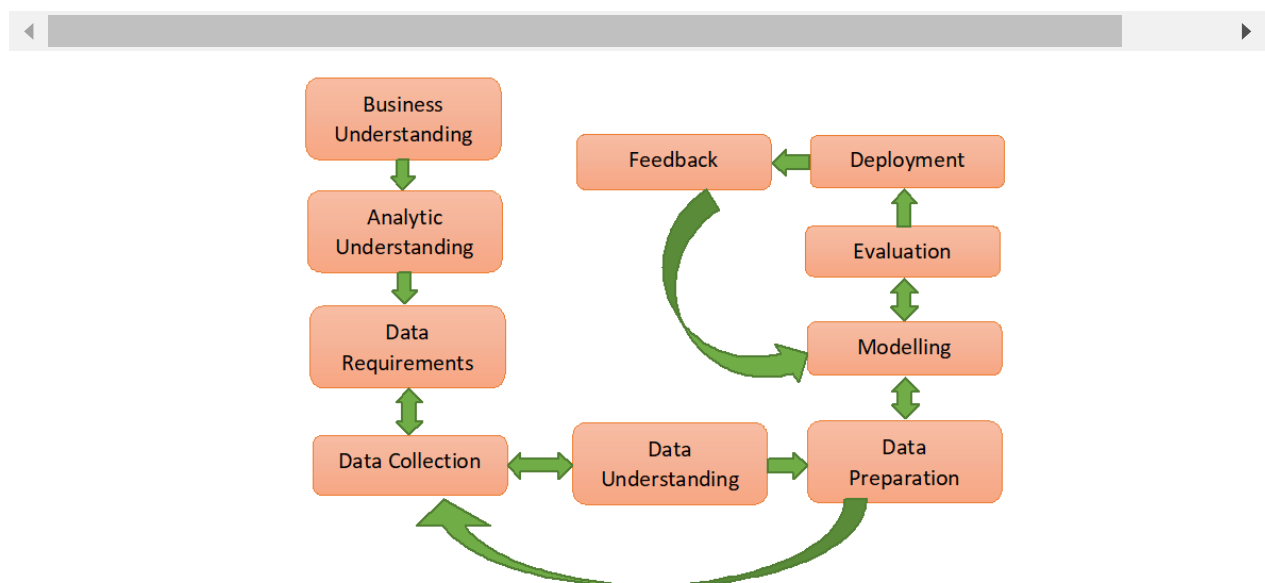 Business
Understanding
Analytic
Understanding
Data
Requirements
Data Collection
Data
Understanding
Data
Preparation
Modelling
Evaluation
Deployment
Feedback